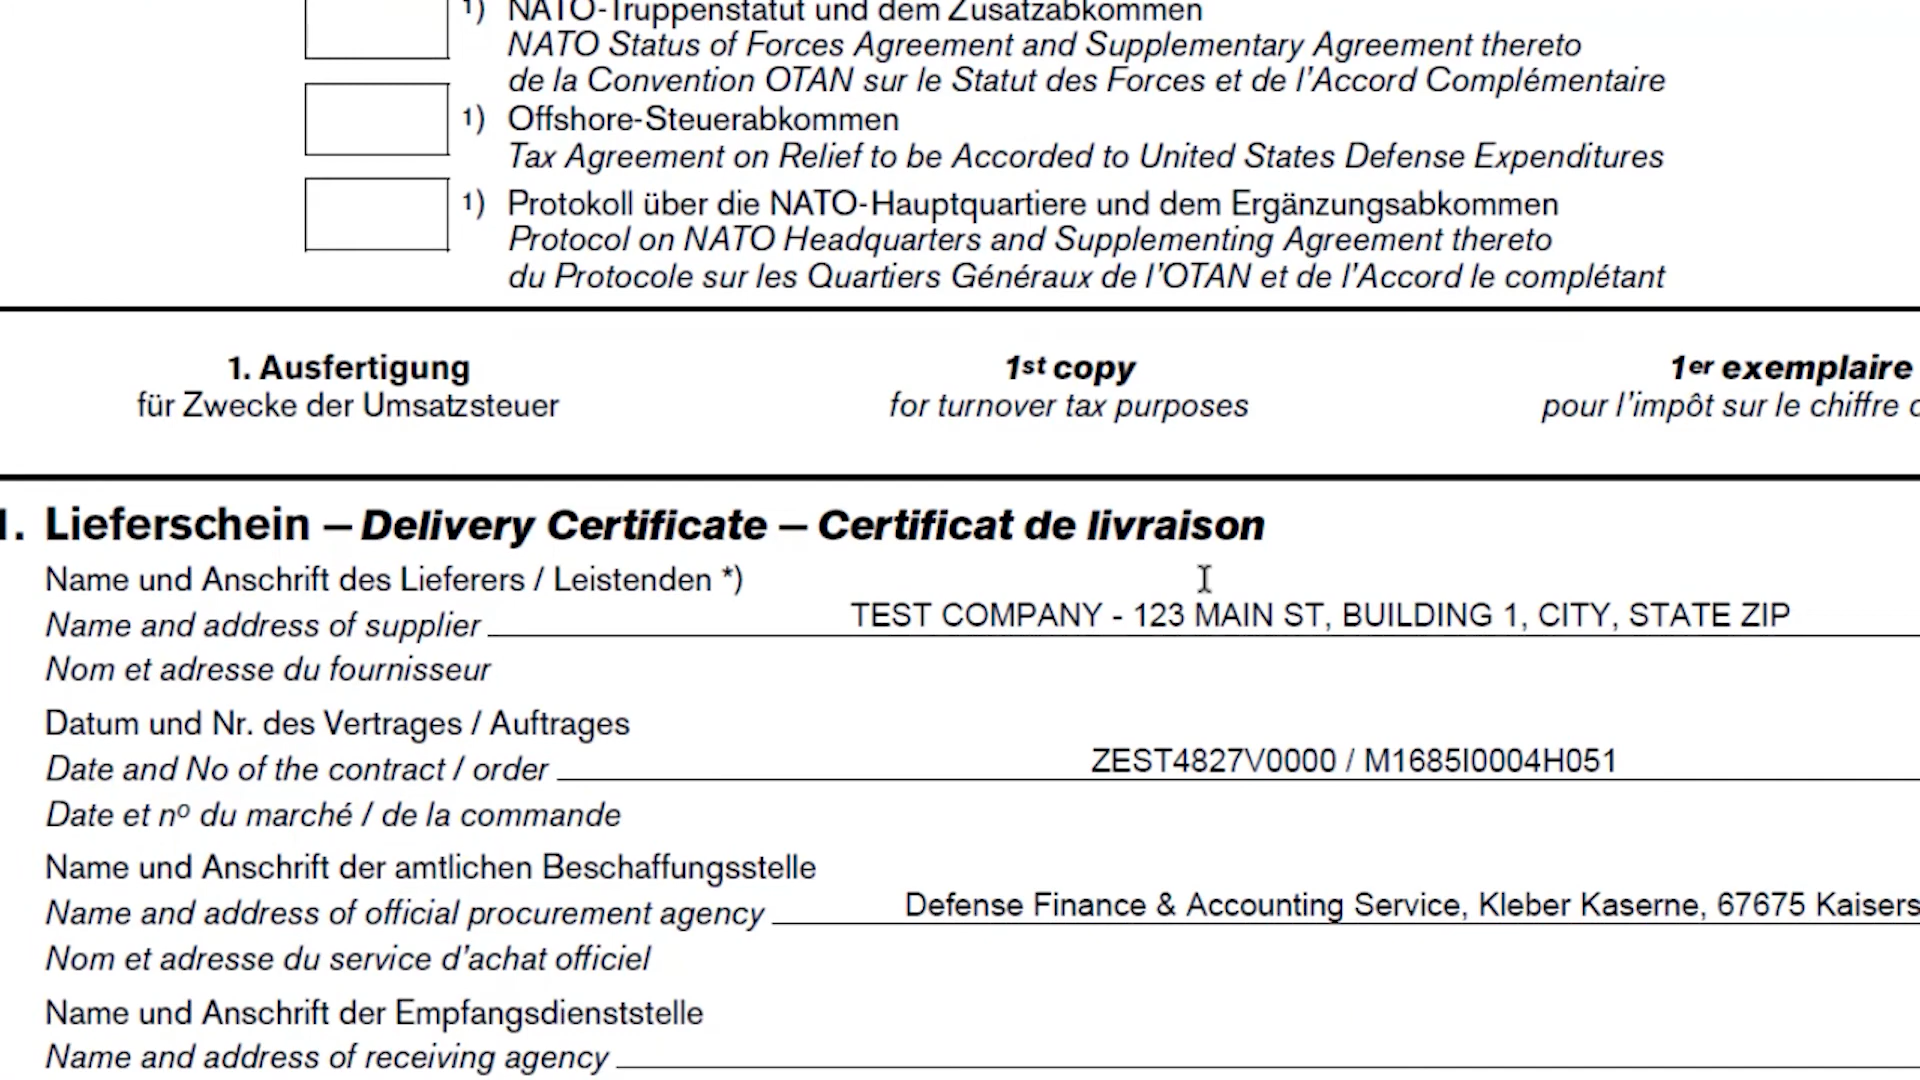 1) NATO-Truppenstatut und dem Zusatzabkommen
NATO Status of Forces Agreement and Supplementary Agreement thereto
de la Convention OTAN sur le Statut des Forces et de l'Accord Complémentaire
1) Offshore-Steuerabkommen
Tax Agreement on Relief to be Accorded to United States Defense Expenditures
1) Protokoll über die NATO-Hauptquartiere und dem Ergänzungsabkommen
Protocol on NATO Headquarters and Supplementing Agreement thereto
du Protocole sur les Quartiers Généraux de l'OTAN et de l'Accord le complétant
1. Ausfertigung
für Zwecke der Umsatzsteuer
1st copy
for turnover tax purposes
1er exemplaire
pour l'impôt sur le chiffre
1. Lieferschein – Delivery Certificate – Certificat de livraison
Name und Anschrift des Lieferers / Leistenden *)
Name and address of supplier TEST COMPANY - 123 MAIN ST, BUILDING 1, CITY, STATE ZIP
Nom et adresse du fournisseur
Datum und Nr. des Vertrages / Auftrages
Date and No of the contract / order ZEST4827V0000 / M1685I0004H051
Date et nº du marché / de la commande
Name und Anschrift der amtlichen Beschaffungsstelle
Name and address of official procurement agency Defense Finance & Accounting Service, Kleber Kaserne, 67675 Kaisers
Nom et adresse du service d'achat officiel
Name und Anschrift der Empfangsdienststelle
Name and address of receiving agency